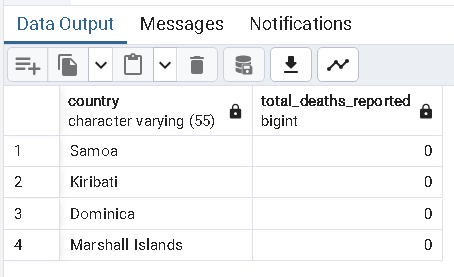 Data Output Messages Notifications
country total_deaths_reported
character varying (55) bigint
1 Samoa 0
2 Kiribati 0
3 Dominica 0
4 Marshall Islands 0